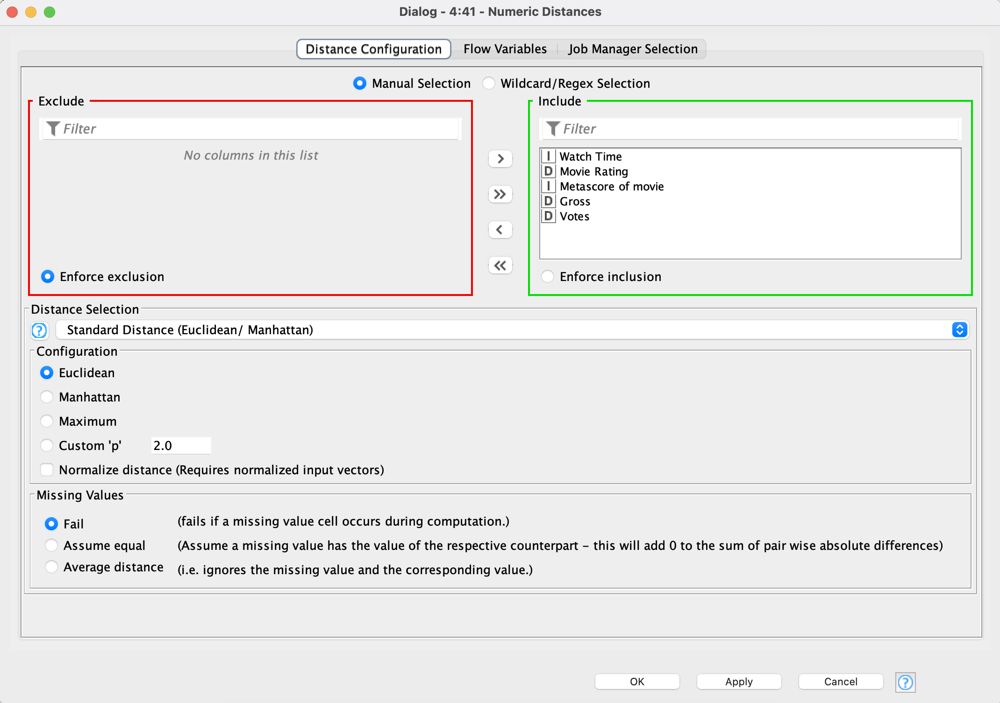 Dialog - 4:41 - Numeric Distances
Distance Configuration Flow Variables Job Manager Selection
Manual Selection Wildcard/Regex Selection
Exclude
Filter
No columns in this list
Enforce exclusion
>
>>
<
<<
Include
Filter
I Watch Time
D Movie Rating
I Metascore of movie
D Gross
D Votes
Enforce inclusion
Distance Selection
? Standard Distance (Euclidean/ Manhattan)
Configuration
Euclidean
Manhattan
Maximum
Custom 'p' 2.0
Normalize distance (Requires normalized input vectors)
Missing Values
Fail (fails if a missing value cell occurs during computation.)
Assume equal (Assume a missing value has the value of the respective counterpart – this will add 0 to the sum of pair wise absolute differences)
Average distance (i.e. ignores the missing value and the corresponding value.)
OK Apply Cancel ?